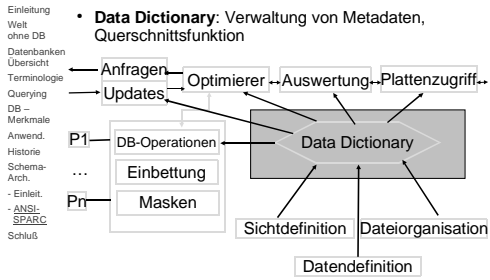 Einleitung
Welt
ohne DB
Datenbanken
Übersicht
Terminologie
Querying
DB –
Merkmale
Anwend.
Historie
Schema-
Arch.
- Einleit.
- ANSI-
SPARC
Schluß
• Data Dictionary: Verwaltung von Metadaten,
Querschnittsfunktion
Anfragen
Updates
Optimierer
Auswertung
Plattenzugriff
P1
DB-Operationen
Data Dictionary
...
Einbettung
Pn
Masken
Sichtdefinition
Dateiorganisation
Datendefinition